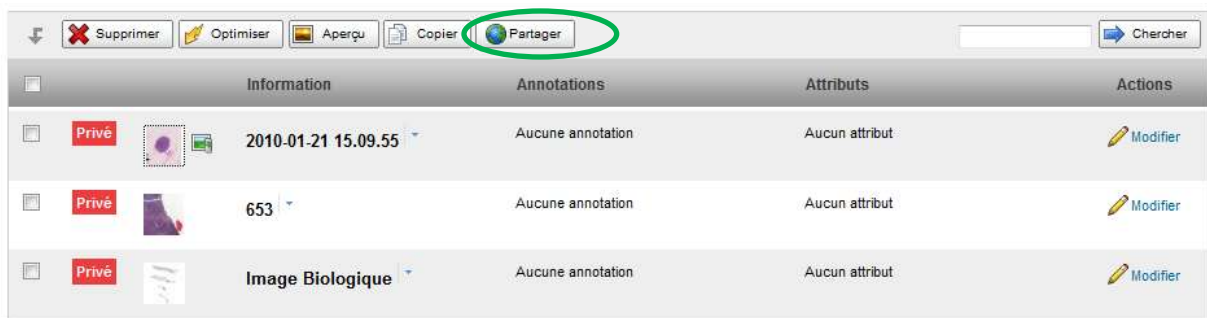 Supprimer Optimiser Aperçu Copier Partager Chercher
Information Annotations Attributs Actions
Privé 2010-01-21 15.09.55 Aucune annotation Aucun attribut Modifier
Privé 653 Aucune annotation Aucun attribut Modifier
Privé Image Biologique Aucune annotation Aucun attribut Modifier